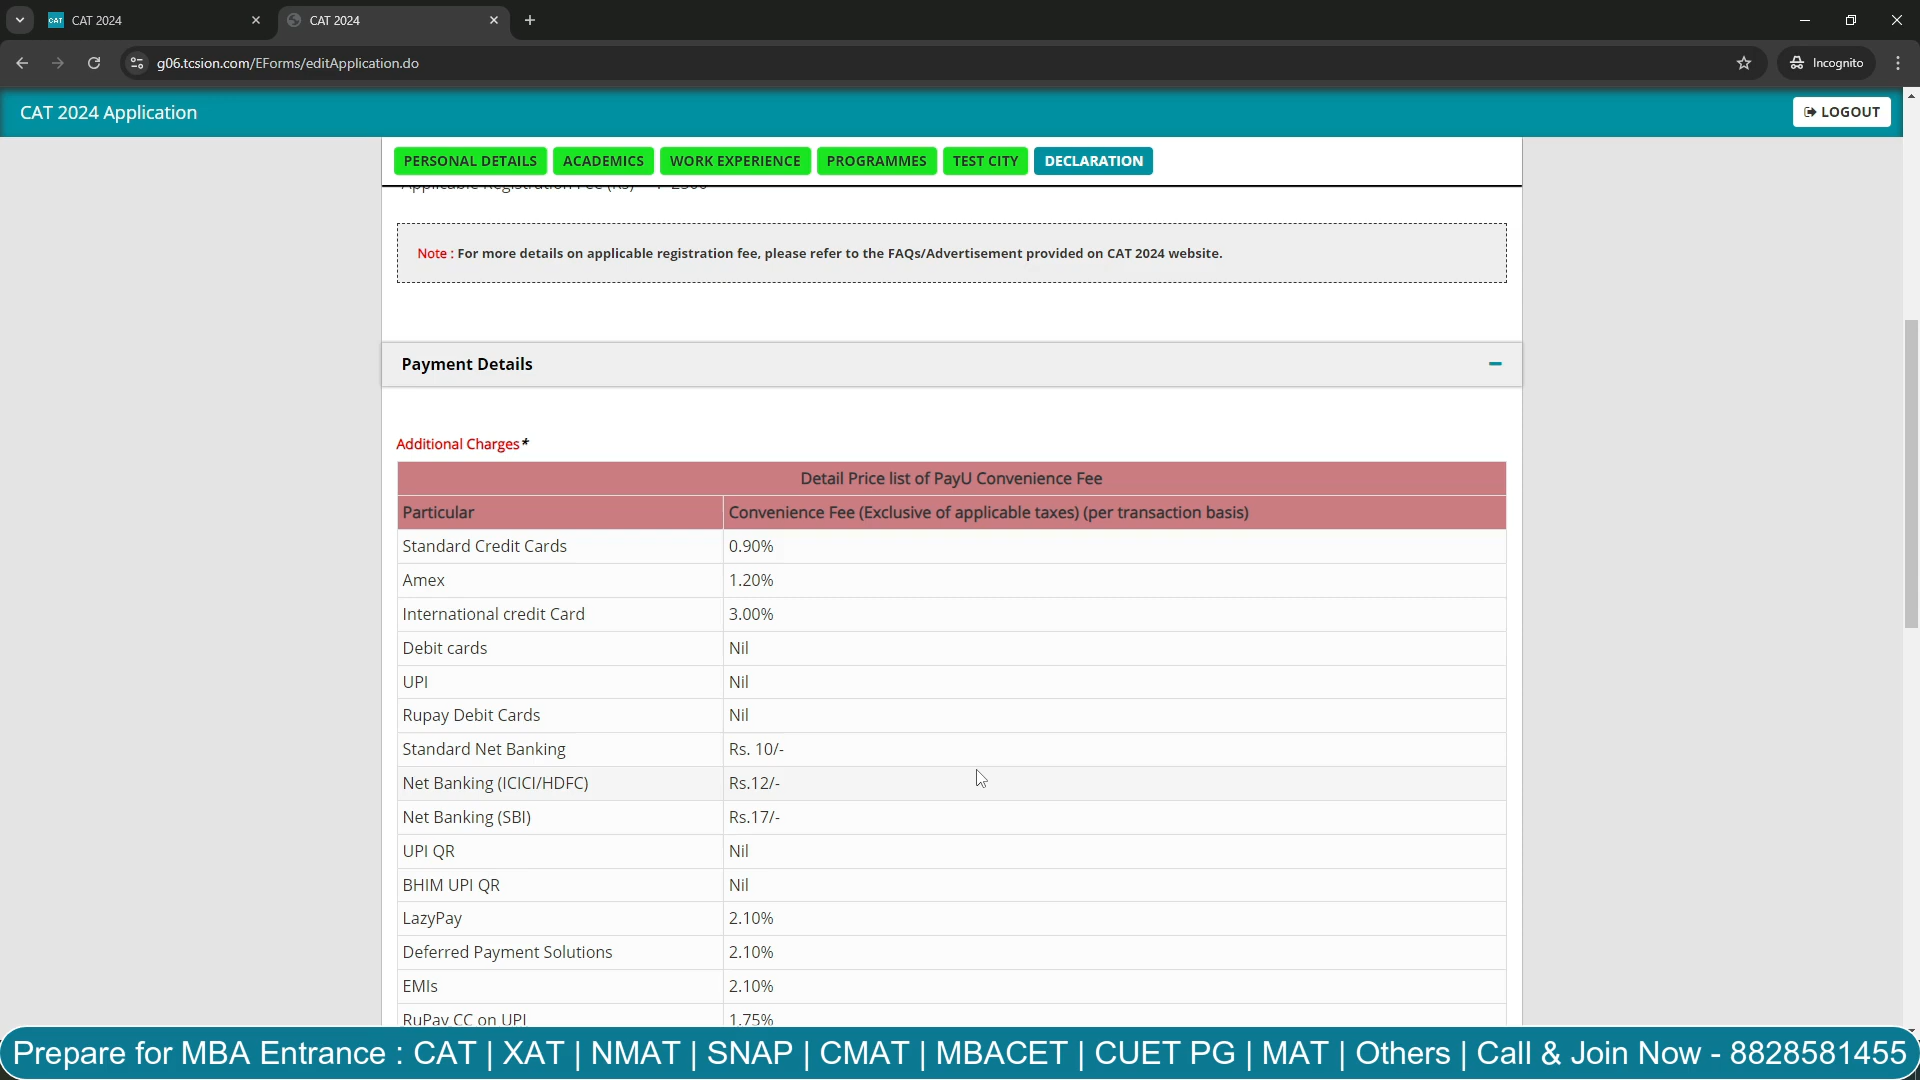 CAT 2024
CAT 2024
g06.tcsion.com/EForms/editApplication.do
Incognito
CAT 2024 Application
LOGOUT
PERSONAL DETAILS ACADEMICS WORK EXPERIENCE PROGRAMMES TEST CITY DECLARATION
Applicable Registration Fee (Rs) : 2500
Note : For more details on applicable registration fee, please refer to the FAQs/Advertisement provided on CAT 2024 website.
Payment Details
Additional Charges*
Detail Price list of PayU Convenience Fee
Particular Convenience Fee (Exclusive of applicable taxes) (per transaction basis)
Standard Credit Cards 0.90%
Amex 1.20%
International credit Card 3.00%
Debit cards Nil
UPI Nil
Rupay Debit Cards Nil
Standard Net Banking Rs. 10/-
Net Banking (ICICI/HDFC) Rs.12/-
Net Banking (SBI) Rs.17/-
UPI QR Nil
BHIM UPI QR Nil
LazyPay 2.10%
Deferred Payment Solutions 2.10%
EMIs 2.10%
RuPay CC on UPI 1.75%
Prepare for MBA Entrance : CAT | XAT | NMAT | SNAP | CMAT | MBACET | CUET PG | MAT | Others | Call & Join Now - 8828581455